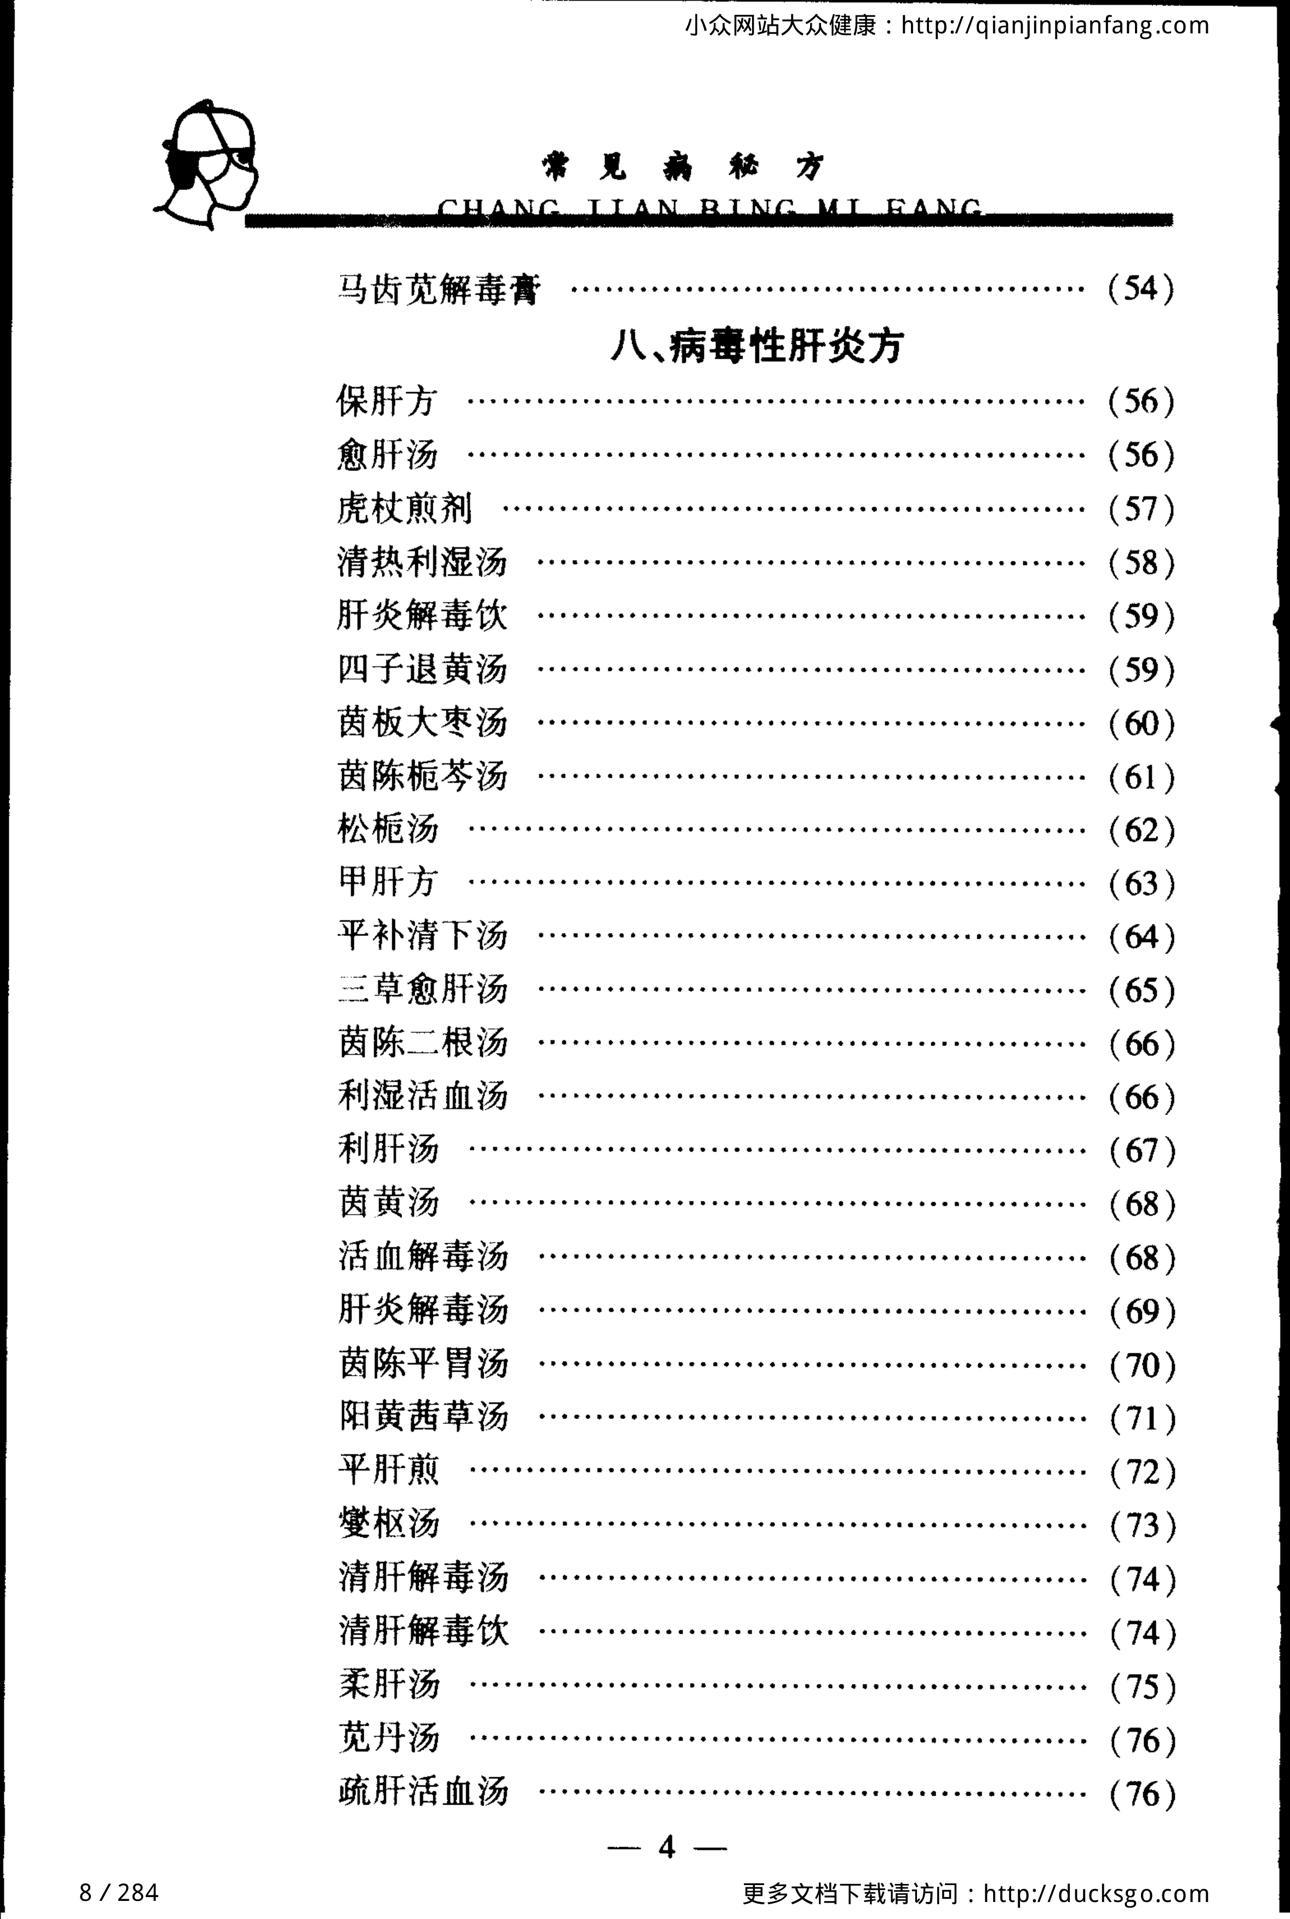 小众网站大众健康：http://qianjinpianfang.com
常见病秘方
CHANG JIAN BING MI FANG
马齿苋解毒膏 …………………………………… (54)
八、病毒性肝炎方
保肝方 …………………………………… (56)
愈肝汤 …………………………………… (56)
虎杖煎剂 …………………………………… (57)
清热利湿汤 …………………………………… (58)
肝炎解毒饮 …………………………………… (59)
四子退黄汤 …………………………………… (59)
茵板大枣汤 …………………………………… (60)
茵陈栀芩汤 …………………………………… (61)
松栀汤 …………………………………… (62)
甲肝方 …………………………………… (63)
平补清下汤 …………………………………… (64)
三草愈肝汤 …………………………………… (65)
茵陈二根汤 …………………………………… (66)
利湿活血汤 …………………………………… (66)
利肝汤 …………………………………… (67)
茵黄汤 …………………………………… (68)
活血解毒汤 …………………………………… (68)
肝炎解毒汤 …………………………………… (69)
茵陈平胃汤 …………………………………… (70)
阳黄茜草汤 …………………………………… (71)
平肝煎 …………………………………… (72)
燮枢汤 …………………………………… (73)
清肝解毒汤 …………………………………… (74)
清肝解毒饮 …………………………………… (74)
柔肝汤 …………………………………… (75)
苋丹汤 …………………………………… (76)
疏肝活血汤 …………………………………… (76)
— 4 —
8 / 284
更多文档下载请访问：http://ducksgo.com